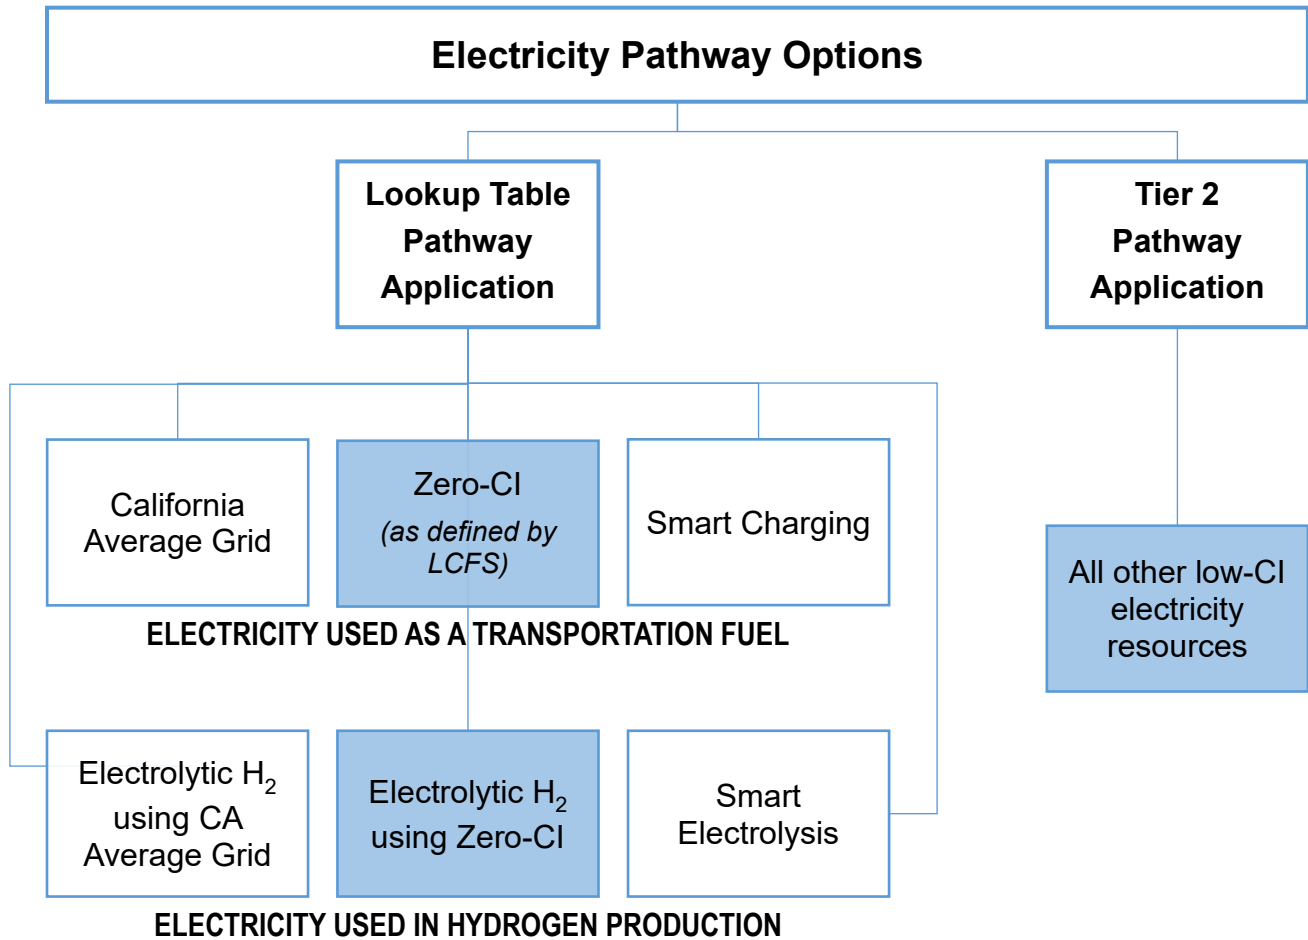 Electricity Pathway Options
Lookup Table
Pathway
Application
Tier 2
Pathway
Application
California
Average Grid
Zero-CI
(as defined by
LCFS)
Smart Charging
All other low-CI
electricity
resources
ELECTRICITY USED AS A TRANSPORTATION FUEL
Electrolytic H₂
using CA
Average Grid
Electrolytic H₂
using Zero-CI
Smart
Electrolysis
ELECTRICITY USED IN HYDROGEN PRODUCTION